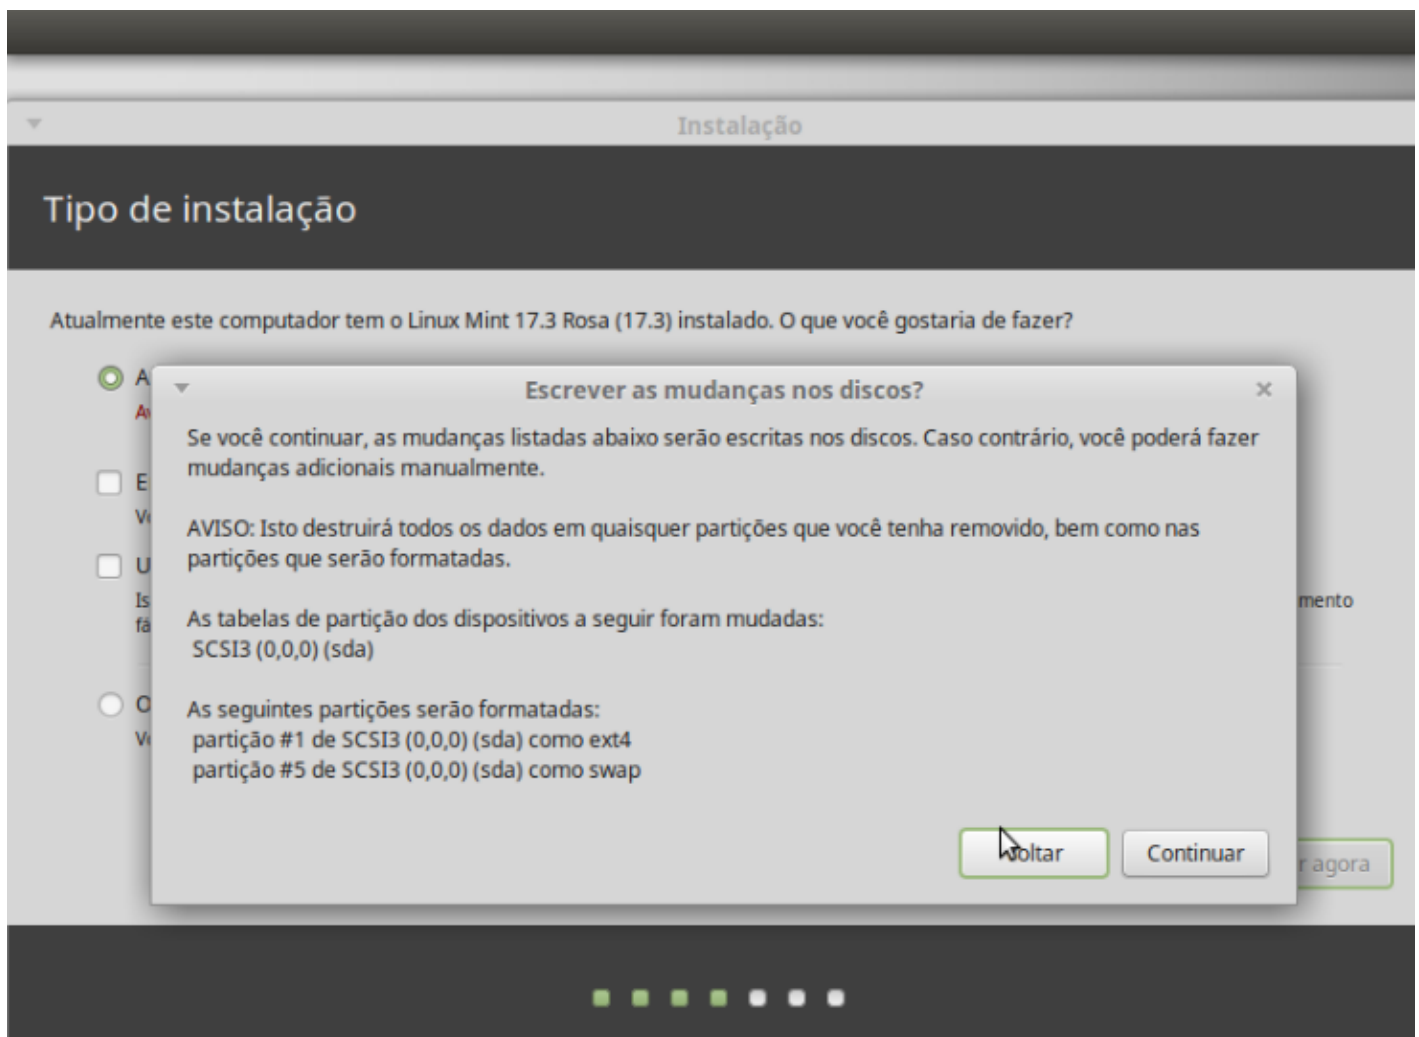 Instalação
Tipo de instalação
Atualmente este computador tem o Linux Mint 17.3 Rosa (17.3) instalado. O que você gostaria de fazer?
Escrever as mudanças nos discos?
Se você continuar, as mudanças listadas abaixo serão escritas nos discos. Caso contrário, você poderá fazer
mudanças adicionais manualmente.
AVISO: Isto destruirá todos os dados em quaisquer partições que você tenha removido, bem como nas
partições que serão formatadas.
As tabelas de partição dos dispositivos a seguir foram mudadas:
SCSI3 (0,0,0) (sda)
As seguintes partições serão formatadas:
partição #1 de SCSI3 (0,0,0) (sda) como ext4
partição #5 de SCSI3 (0,0,0) (sda) como swap
Voltar
Continuar
agora